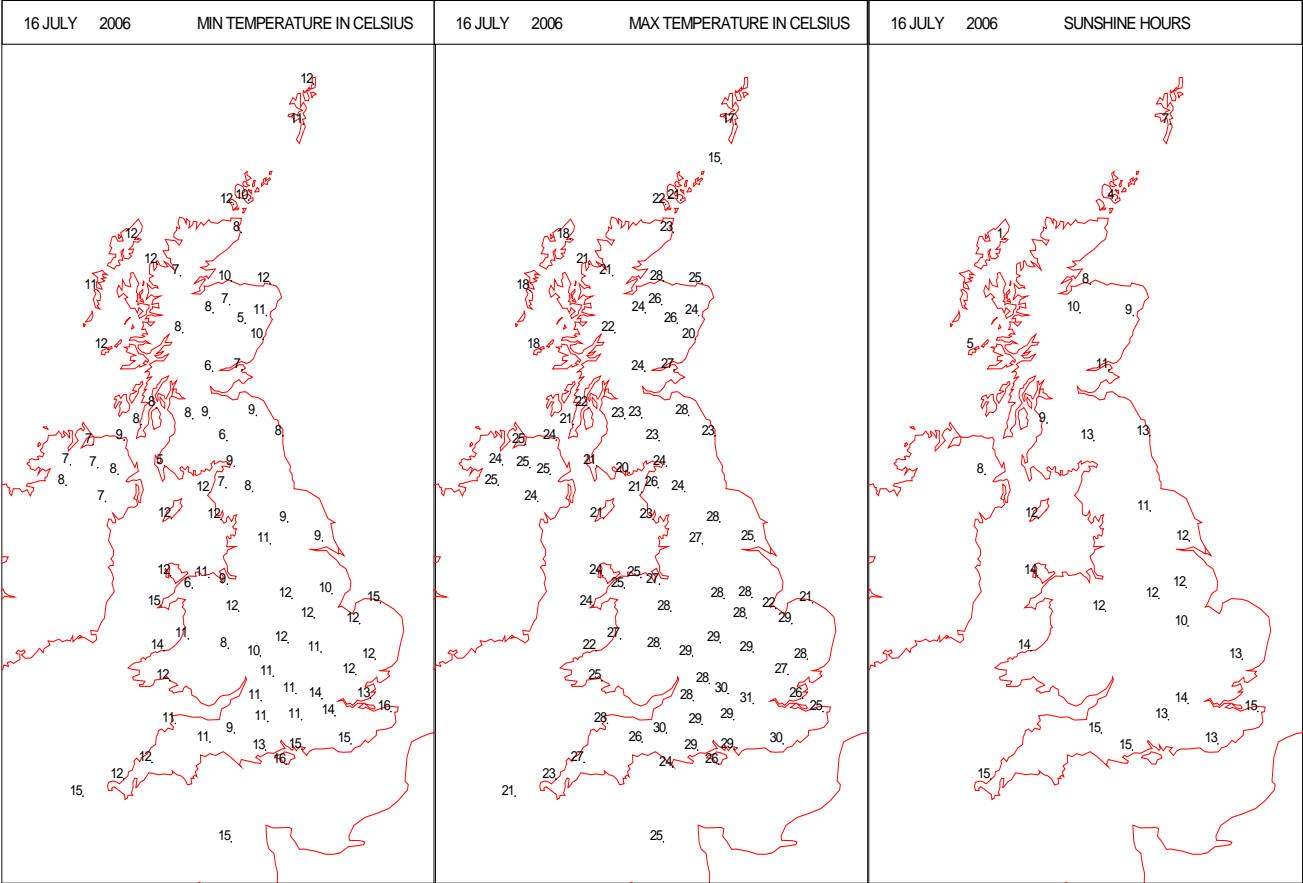 16 JULY 2006 MIN TEMPERATURE IN CELSIUS
16 JULY 2006 MAX TEMPERATURE IN CELSIUS
16 JULY 2006 SUNSHINE HOURS
12
11
12 10
8
12
12 7
11
10 12
7
8 11
5
8 10
12
6 7
8
8 8 9 9
7 9 6 8
7 7 8 5 9
8 7 12 7 8
12 12 9
11 9
12 11 9
6 12 10
15 12 12 15
12
11 8 12
14 10 11 12
12 11 12
11 11 14 13
11 11 11 14 16
11 9
12 13 15 15
12 16
15
15
17
15
22 21
23
18
21 21
18
28 25
26
24 24
26
22 20
18
24 27
22
21 23 23 28
25 24 24 23
24 25 25 21 20 24
25 24 21 26 24
21 23 28
27 25
24 25 27
25 28 28
24 28 28 22 21
29
27 28 29
22 29 29 28
25 28 27
28 30 31 26
28 30 29 29 25
26
27 29 29 30
23 24 26
21
25
7
4
1
8
10 9
5
11
9
13 13
8
11
12
12
14
12
12 12
10
14
13
14
13 15
15
15 13
15